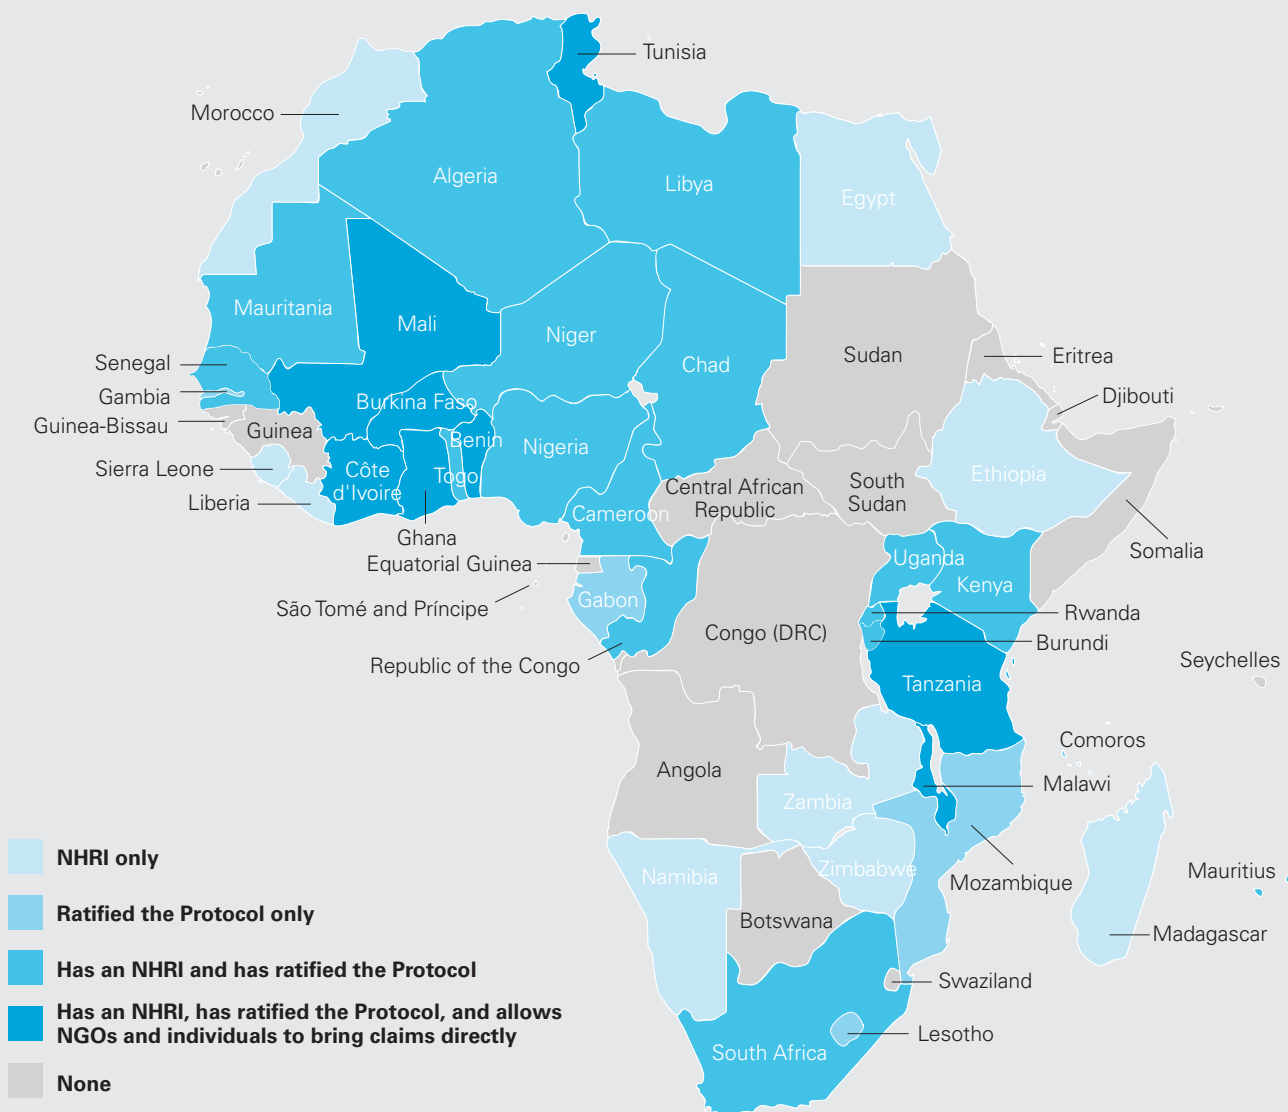 Tunisia
Morocco
Algeria
Libya
Egypt
Mauritania
Mali
Niger
Chad
Sudan
Eritrea
Senegal
Gambia
Djibouti
Guinea-Bissau
Guinea
Burkina Faso
Benin
Nigeria
Sierra Leone
Côte
d'Ivoire
Togo
Ethiopia
Liberia
Central African
Republic
South
Sudan
Cameroon
Ghana
Equatorial Guinea
Somalia
São Tomé and Príncipe
Gabon
Uganda
Kenya
Rwanda
Congo (DRC)
Burundi
Republic of the Congo
Seychelles
Tanzania
Comoros
Angola
Malawi
Zambia
Namibia
Zimbabwe
Mozambique
Mauritius
Botswana
Madagascar
Swaziland
Lesotho
South Africa
NHRI only
Ratified the Protocol only
Has an NHRI and has ratified the Protocol
Has an NHRI, has ratified the Protocol, and allows
NGOs and individuals to bring claims directly
None